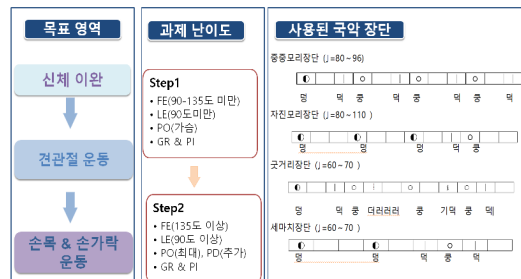 목표 영역
신체 이완
견관절 운동
손목 & 손가락
운동
과제 난이도
Step1
• FE(90-135도 미만)
• LE(90도미만)
• PO(가슴)
• GR & PI
Step2
• FE(135도 이상)
• LE(90도 이상)
• PO(최대), PD(추가)
• GR & PI
사용된 국악 장단
중중모리장단 (♩=80~96)
덩 덕 쿵 덕 쿵 덕
자진모리장단 (♩=80~110)
덩 덩 덩 덕 쿵
굿거리장단 (♩=60~70)
덩 덕 쿵 더러러러 쿵 기덕 쿵 덕
세마치장단 (♩=60~70)
덩 덩 덕 쿵 덕